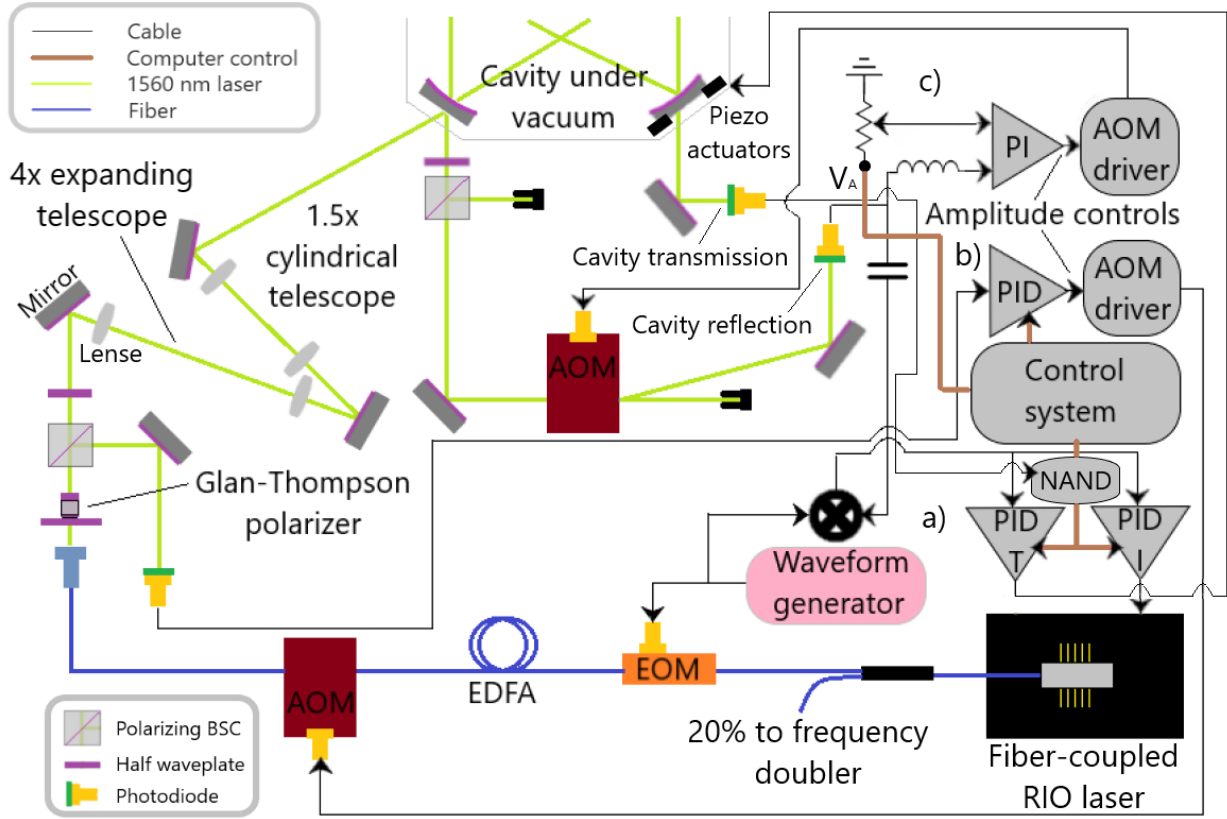 Cable
Computer control
1560 nm laser
Fiber
Cavity under
vacuum
Piezo
actuators
c)
PI
AOM
driver
V_A
4x expanding
telescope
1.5x
cylindrical
telescope
Cavity transmission
Amplitude controls
b)
PID
AOM
driver
Mirror
Lense
Cavity reflection
AOM
Control
system
Glan-Thompson
polarizer
NAND
a)
PID
T
PID
I
Waveform
generator
AOM
EDFA
EOM
20% to frequency
doubler
Fiber-coupled
RIO laser
Polarizing BSC
Half waveplate
Photodiode